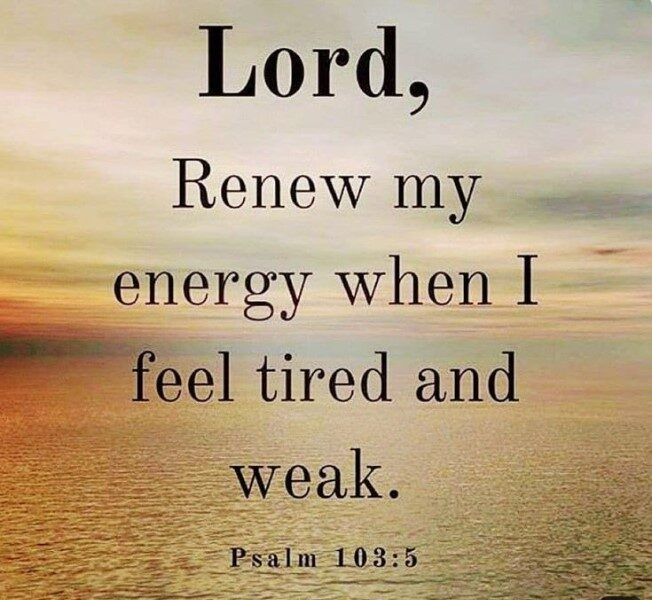 Lord,
Renew my
energy when I
feel tired and
weak.
Psalm 103:5